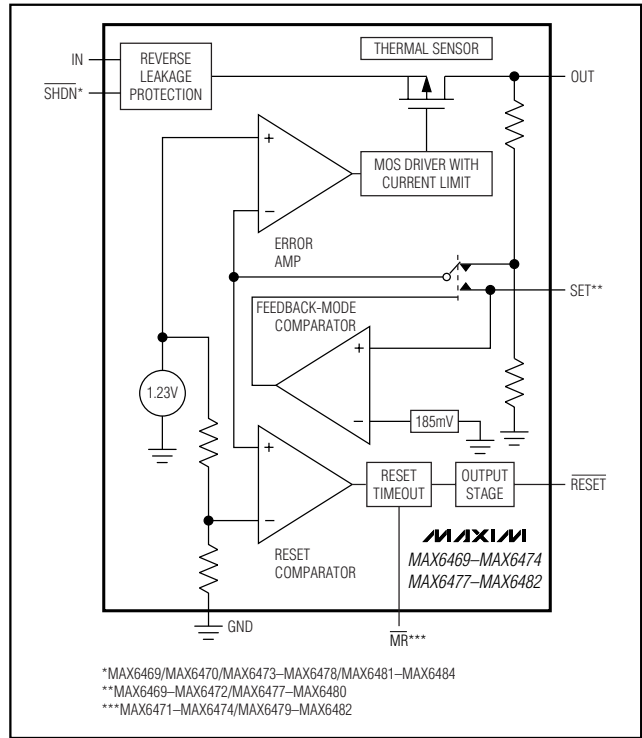 THERMAL SENSOR
IN
REVERSE
LEAKAGE
PROTECTION
SHDN*
OUT
+
MOS DRIVER WITH
CURRENT LIMIT
−
ERROR
AMP
SET**
FEEDBACK-MODE
COMPARATOR
+
1.23V
−
185mV
+
RESET
TIMEOUT
OUTPUT
STAGE
RESET
−
MAXIM
RESET
COMPARATOR
MAX6469–MAX6474
MAX6477–MAX6482
GND
MR***
*MAX6469/MAX6470/MAX6473–MAX6478/MAX6481–MAX6484
**MAX6469–MAX6472/MAX6477–MAX6480
***MAX6471–MAX6474/MAX6479–MAX6482